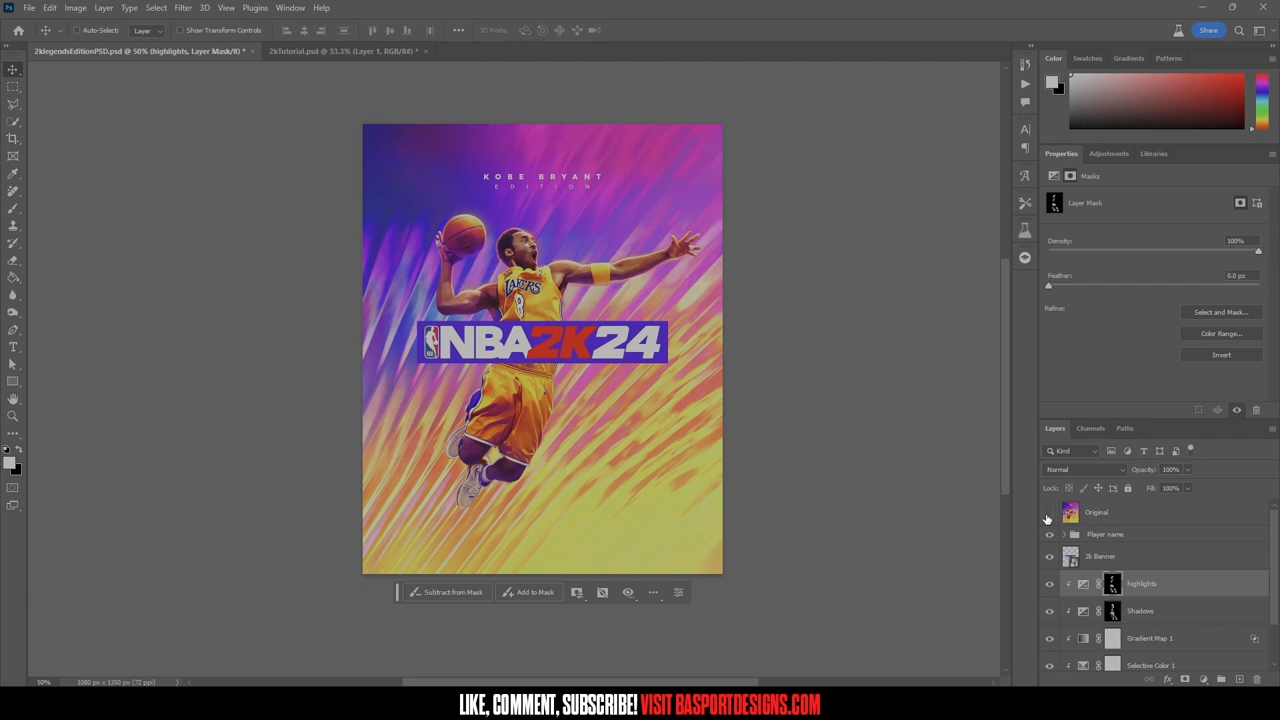 File Edit Image Layer Type Select Filter 3D View Plugins Window Help
Auto-Select: Layer Show Transform Controls 3D Mode: Share
2klegendsEditionPSD.psd @ 50% (highlights, Layer Mask/8) * 2kTutorial.psd @ 33.3% (Layer 1, RGB/8#) *
Color Swatches Gradients Patterns
Properties Adjustments Libraries
Masks
Layer Mask
Density: 100%
Feather: 0.0 px
Refine: Select and Mask...
Color Range...
Invert
KOBE BRYANT
EDITION
LAKERS
8
NBA2K24
Subtract from Mask Add to Mask
Layers Channels Paths
Kind
Normal Opacity: 100%
Lock: Fill: 100%
Original
Player name
2k Banner
highlights
Shadows
Gradient Map 1
Selective Color 1
50% 1080 px x 1350 px (72 ppi)
LIKE, COMMENT, SUBSCRIBE! VISIT BASPORTDESIGNS.COM